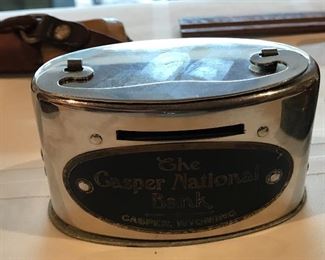 The
Casper National
Bank
CASPER, WYOMING